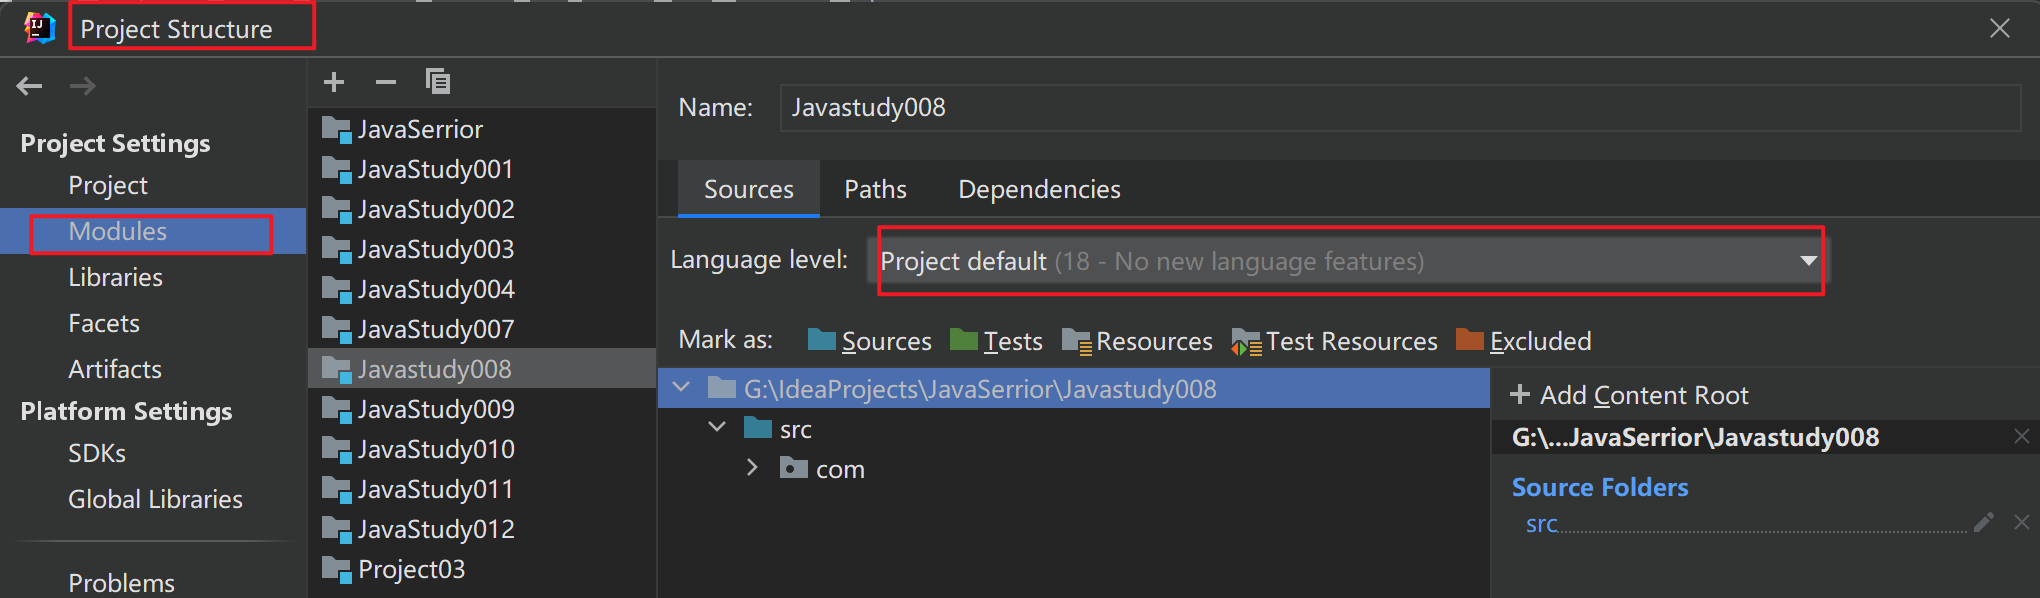 Project Structure
Project Settings
Project
Modules
Libraries
Facets
Artifacts
Platform Settings
SDKs
Global Libraries
Problems
JavaSerrior
JavaStudy001
JavaStudy002
JavaStudy003
JavaStudy004
JavaStudy007
Javastudy008
JavaStudy009
JavaStudy010
JavaStudy011
JavaStudy012
Project03
Name: Javastudy008
Sources Paths Dependencies
Language level: Project default (18 - No new language features)
Mark as: Sources Tests Resources Test Resources Excluded
G:\IdeaProjects\JavaSerrior\Javastudy008
src
com
+ Add Content Root
G:\...JavaSerrior\Javastudy008
Source Folders
src